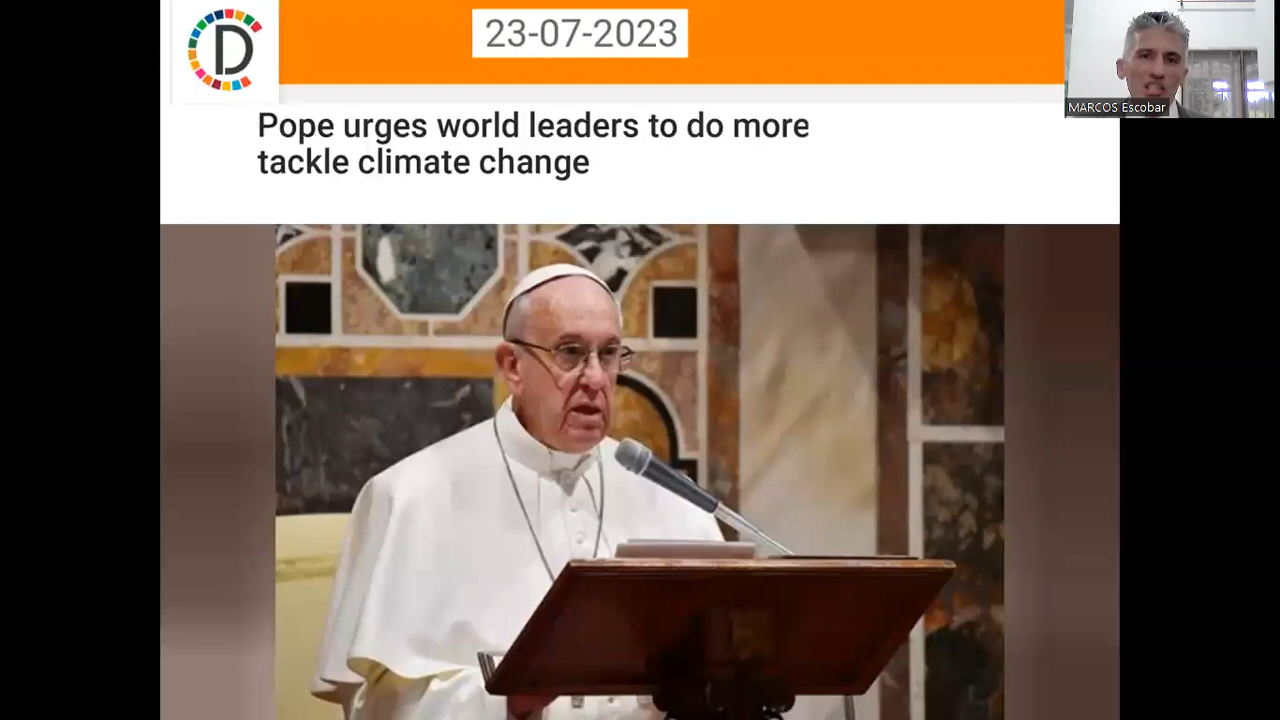 D
23-07-2023
MARCOS Escobar
Pope urges world leaders to do more
tackle climate change